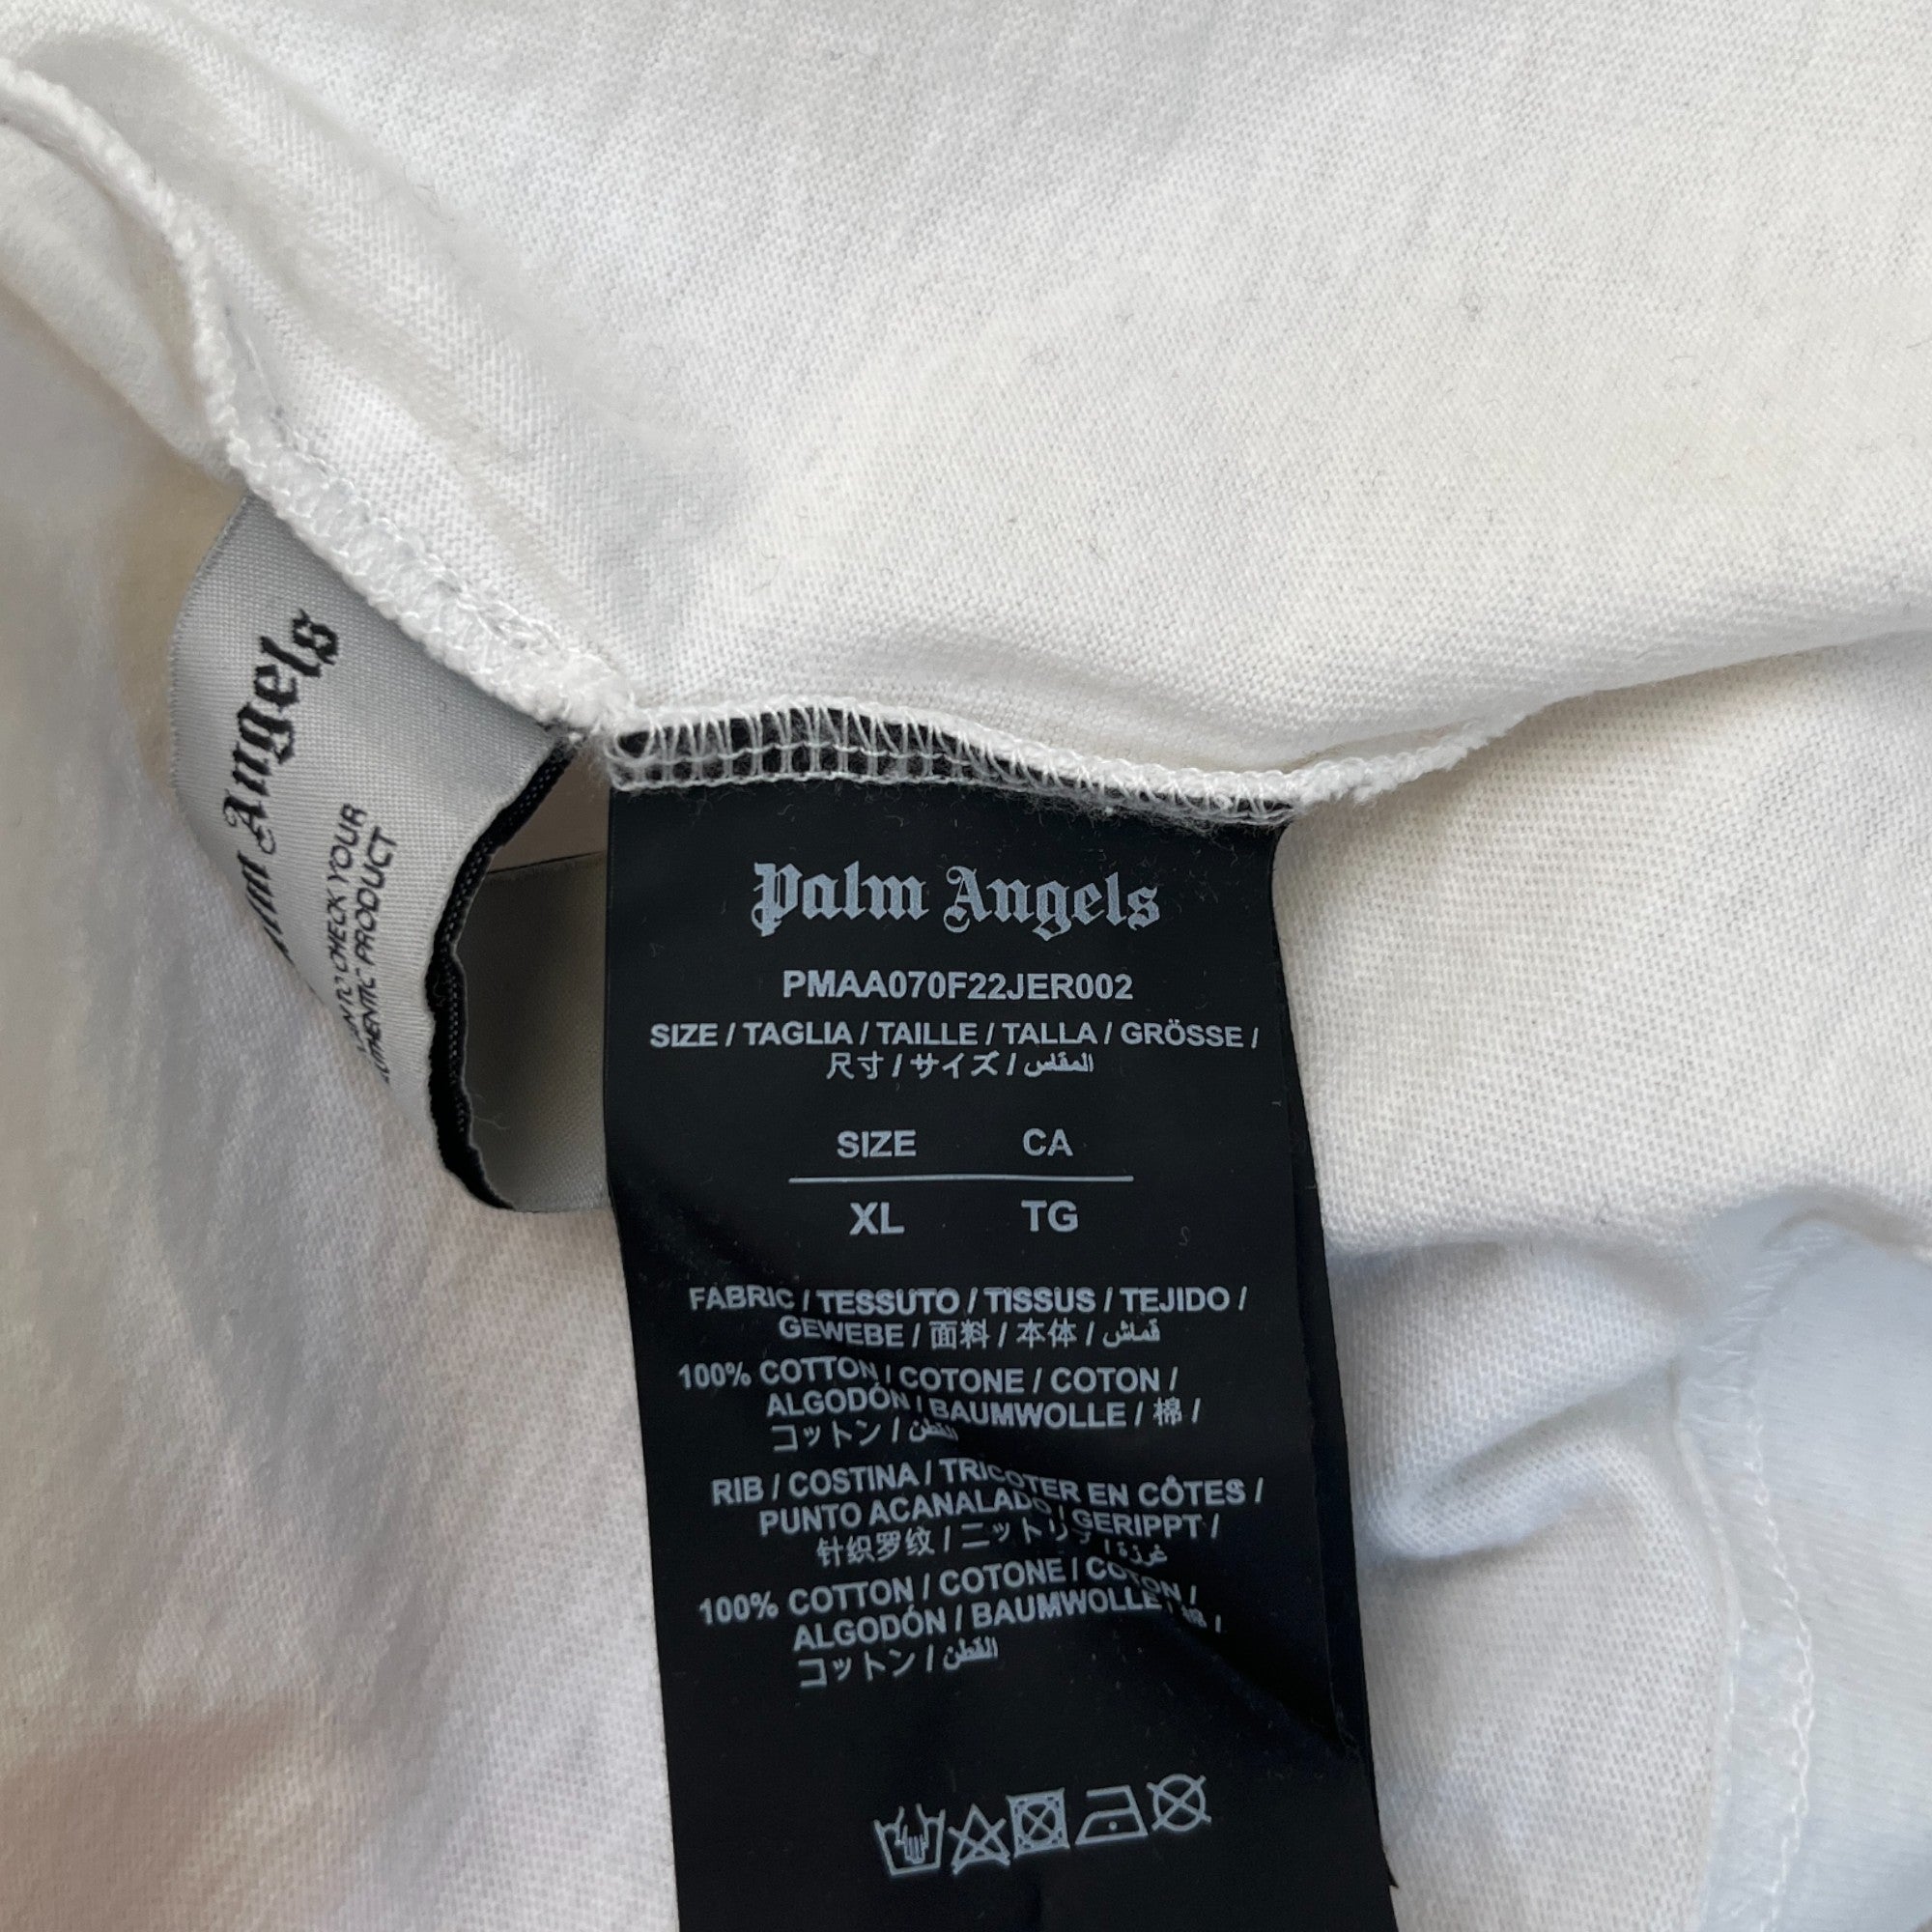 Angels
CHECK YOUR
PRODUCT
Palm Angels
PMAA070F22JER002
SIZE / TAGLIA / TAILLE / TALLA / GRÖSSE /
尺寸 / サイズ / المقاس
SIZE CA
XL TG
FABRIC / TESSUTO / TISSUS / TEJIDO /
GEWEBE / 面料 / 本体 / قماش
100% COTTON / COTONE / COTON /
ALGODÓN / BAUMWOLLE / 棉 /
コットン / القطن
RIB / COSTINA / TRICOTER EN CÔTES /
PUNTO ACANALADO / GERIPPT /
针织罗纹 / ニットリブ / غرزة
100% COTTON / COTONE / COTON /
ALGODÓN / BAUMWOLLE / 棉 /
コットン / القطن